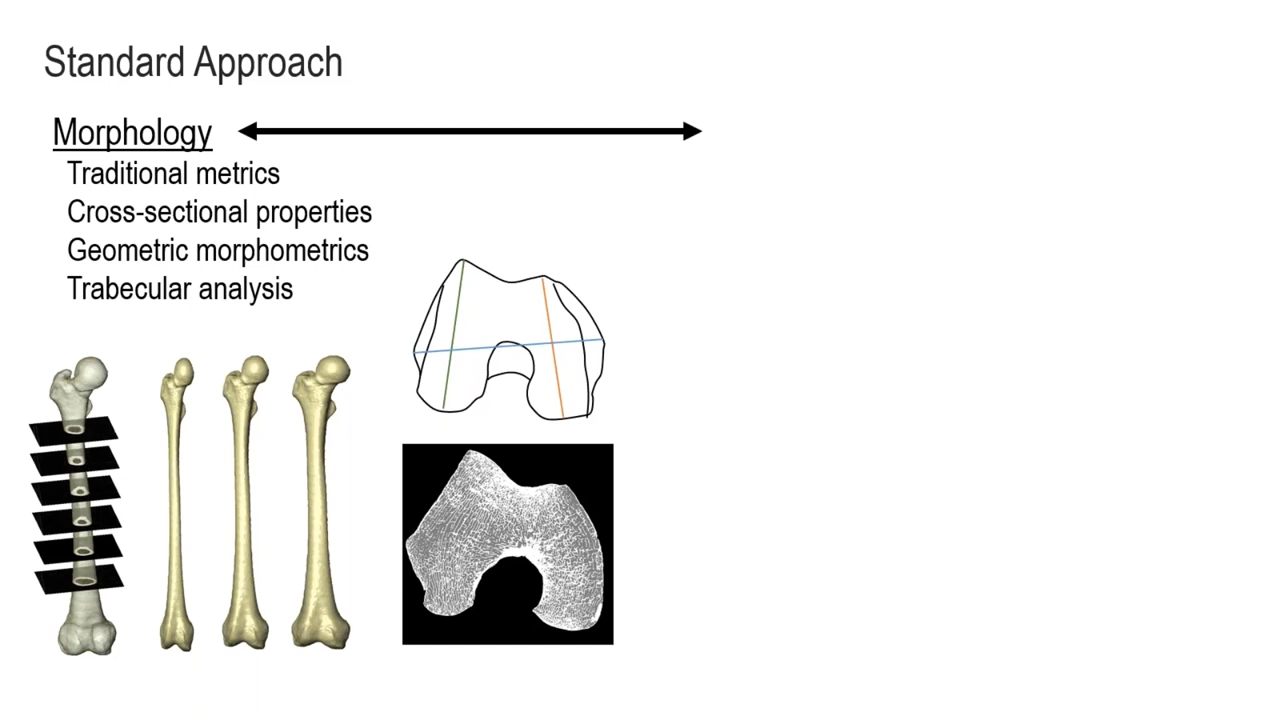 Standard Approach
Morphology
Traditional metrics
Cross-sectional properties
Geometric morphometrics
Trabecular analysis